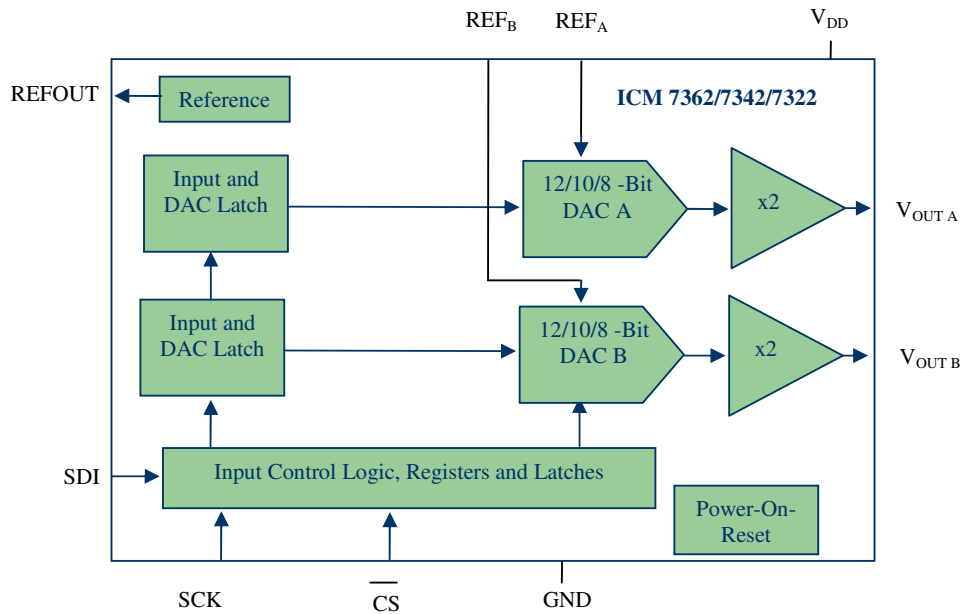 REF_B REF_A V_DD
REFOUT
Reference
ICM 7362/7342/7322
Input and
DAC Latch
12/10/8 -Bit
DAC A
x2
V_OUT A
Input and
DAC Latch
12/10/8 -Bit
DAC B
x2
V_OUT B
SDI
Input Control Logic, Registers and Latches
Power-On-
Reset
SCK C̅S̅ GND